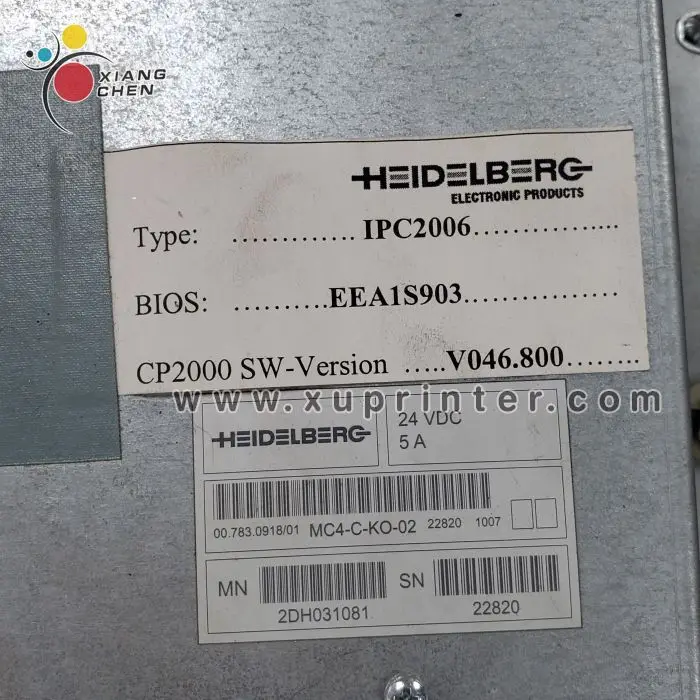 XIANG
CHEN
HEIDELBERG
ELECTRONIC PRODUCTS
Type: ............. IPC2006...................
BIOS: ..........EEA1S903................
CP2000 SW-Version .....V046.800........
www.xuprinter.com
HEIDELBERG
24 VDC
5 A
00.783.0918/01 MC4-C-KO-02 22820 1007
MN SN
2DH031081 22820